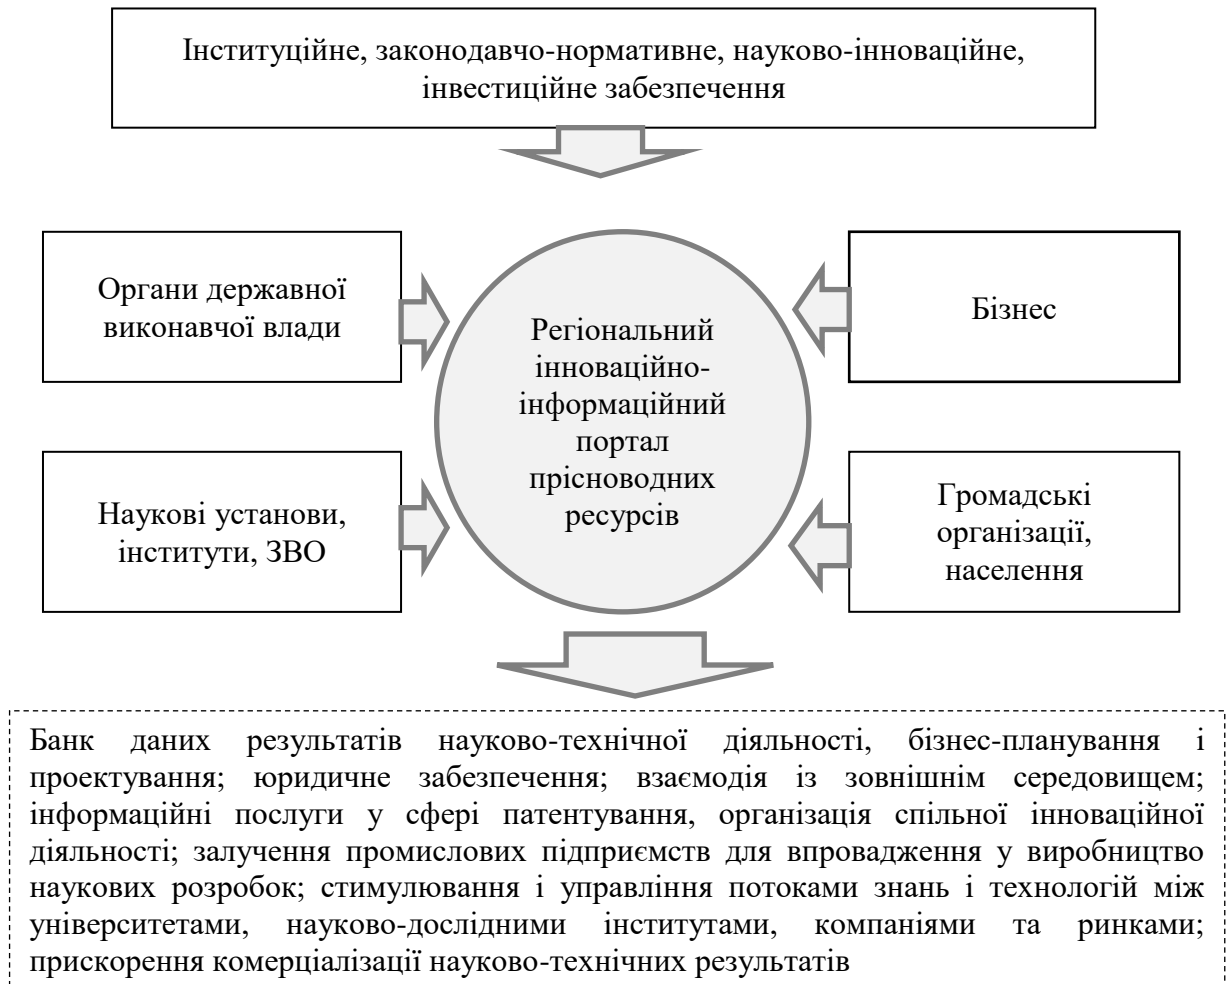 Інституційне, законодавчо-нормативне, науково-інноваційне,
інвестиційне забезпечення
Органи державної
виконавчої влади
Бізнес
Регіональний
інноваційно-
інформаційний
портал
прісноводних
ресурсів
Наукові установи,
інститути, ЗВО
Громадські
організації,
населення
Банк даних результатів науково-технічної діяльності, бізнес-планування і
проектування; юридичне забезпечення; взаємодія із зовнішнім середовищем;
інформаційні послуги у сфері патентування, організація спільної інноваційної
діяльності; залучення промислових підприємств для впровадження у виробництво
наукових розробок; стимулювання і управління потоками знань і технологій між
університетами, науково-дослідними інститутами, компаніями та ринками;
прискорення комерціалізації науково-технічних результатів